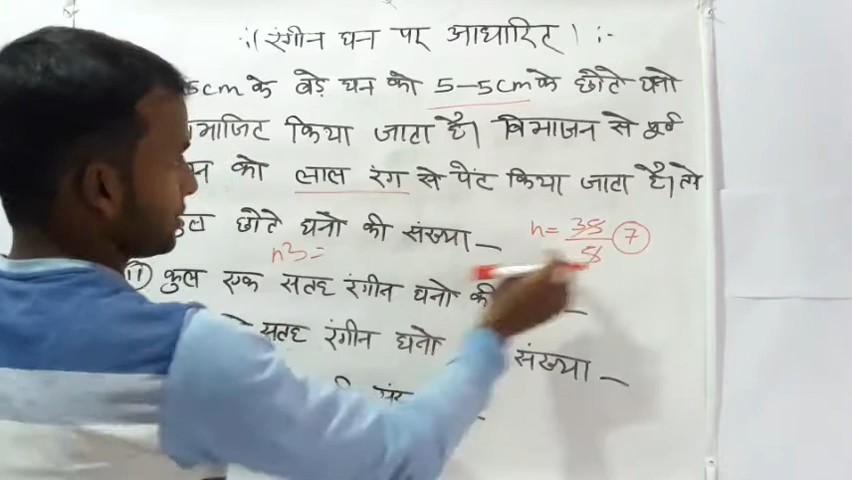 :( रंगीन घन पर आधारित ) :-
5cm के बड़े घन को 5-5cm के छोटे घनो
किया जाता है। विभाजन से पूर्व
को लाल रंग से पेंट किया जाता है। तो
छोटे घनो की संख्या —
n = 35/5 7
n3 =
(11) कुल एक सतह रंगीन घनो की —
सतह रंगीन घनो संख्या —